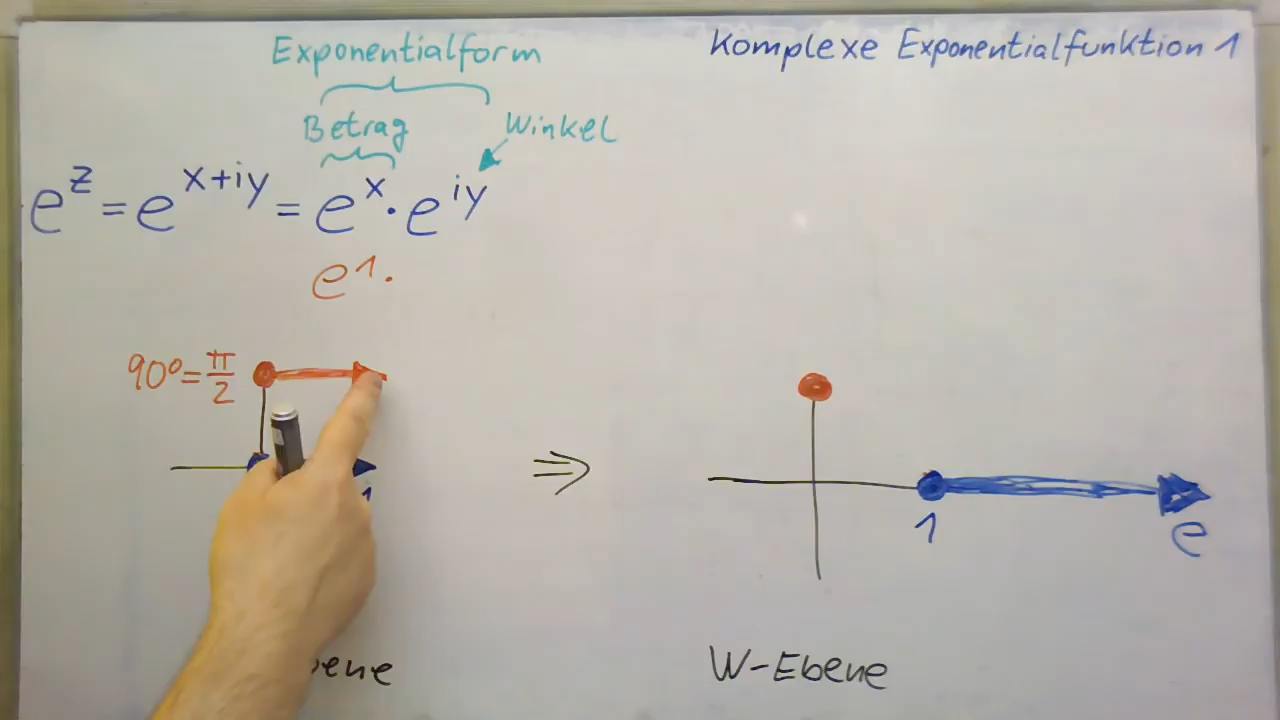 Exponentialform
Komplexe Exponentialfunktion 1
Betrag
Winkel
e^z = e^{x+iy} = e^x · e^{iy}
e^1 ·
90° = π/2
1
1
e
W-Ebene